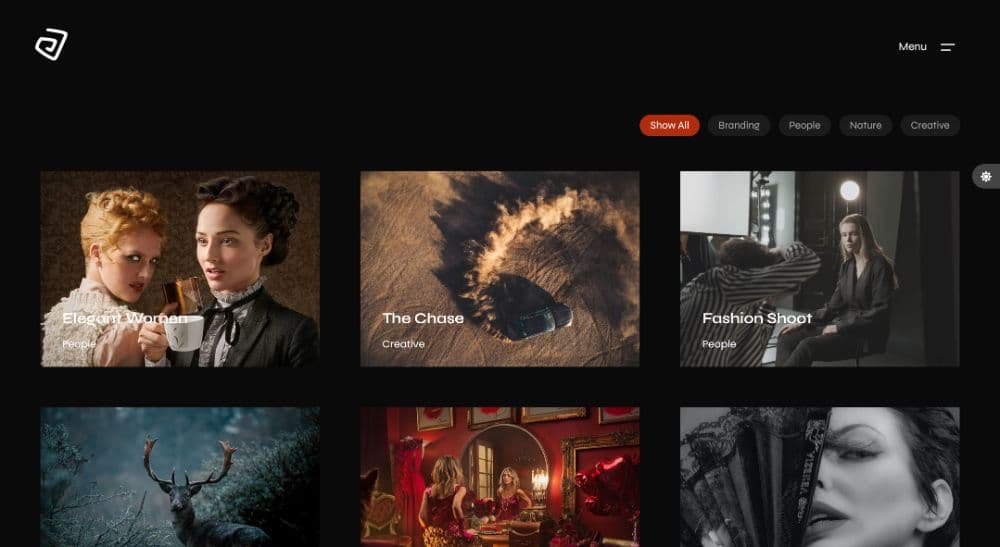 Menu
Show All
Branding
People
Nature
Creative
Elegant Women
People
The Chase
Creative
Fashion Shoot
People